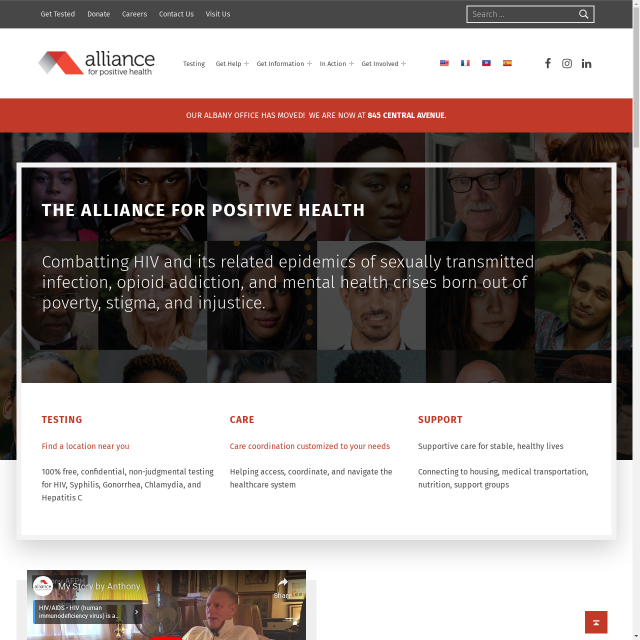 Get Tested Donate Careers Contact Us Visit Us
Search ...
alliance
for positive health
Testing Get Help + Get Information + In Action + Get Involved +
OUR ALBANY OFFICE HAS MOVED! WE ARE NOW AT 845 CENTRAL AVENUE.
THE ALLIANCE FOR POSITIVE HEALTH
Combatting HIV and its related epidemics of sexually transmitted
infection, opioid addiction, and mental health crises born out of
poverty, stigma, and injustice.
TESTING
Find a location near you
100% free, confidential, non-judgmental testing
for HIV, Syphilis, Gonorrhea, Chlamydia, and
Hepatitis C
CARE
Care coordination customized to your needs
Helping access, coordinate, and navigate the
healthcare system
SUPPORT
Supportive care for stable, healthy lives
Connecting to housing, medical transportation,
nutrition, support groups
My Story by Anthony
Share
HIV/AIDS • HIV (human
immunodeficiency virus) is a...